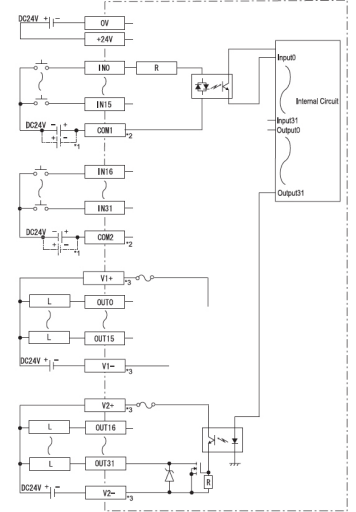 DC24V + −
0V
+24V
IN0
R
Input0
Internal Circuit
IN15
DC24V − +
+ −
*1
COM1
*2
Input31
Output0
IN16
IN31
DC24V − +
+ −
*1
COM2
*2
Output31
V1+
*3
L
OUT0
L
OUT15
DC24V + −
V1−
*3
V2+
*3
L
OUT16
L
OUT31
R
DC24V + −
V2−
*3